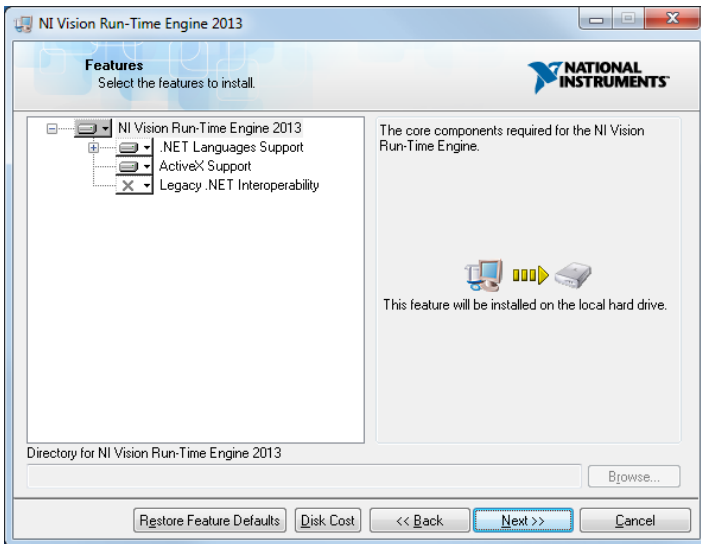 NI Vision Run-Time Engine 2013
Features
Select the features to install.
NATIONAL
INSTRUMENTS™
NI Vision Run-Time Engine 2013
.NET Languages Support
ActiveX Support
Legacy .NET Interoperability
The core components required for the NI Vision
Run-Time Engine.
This feature will be installed on the local hard drive.
Directory for NI Vision Run-Time Engine 2013
Browse...
Restore Feature Defaults
Disk Cost
<< Back
Next >>
Cancel